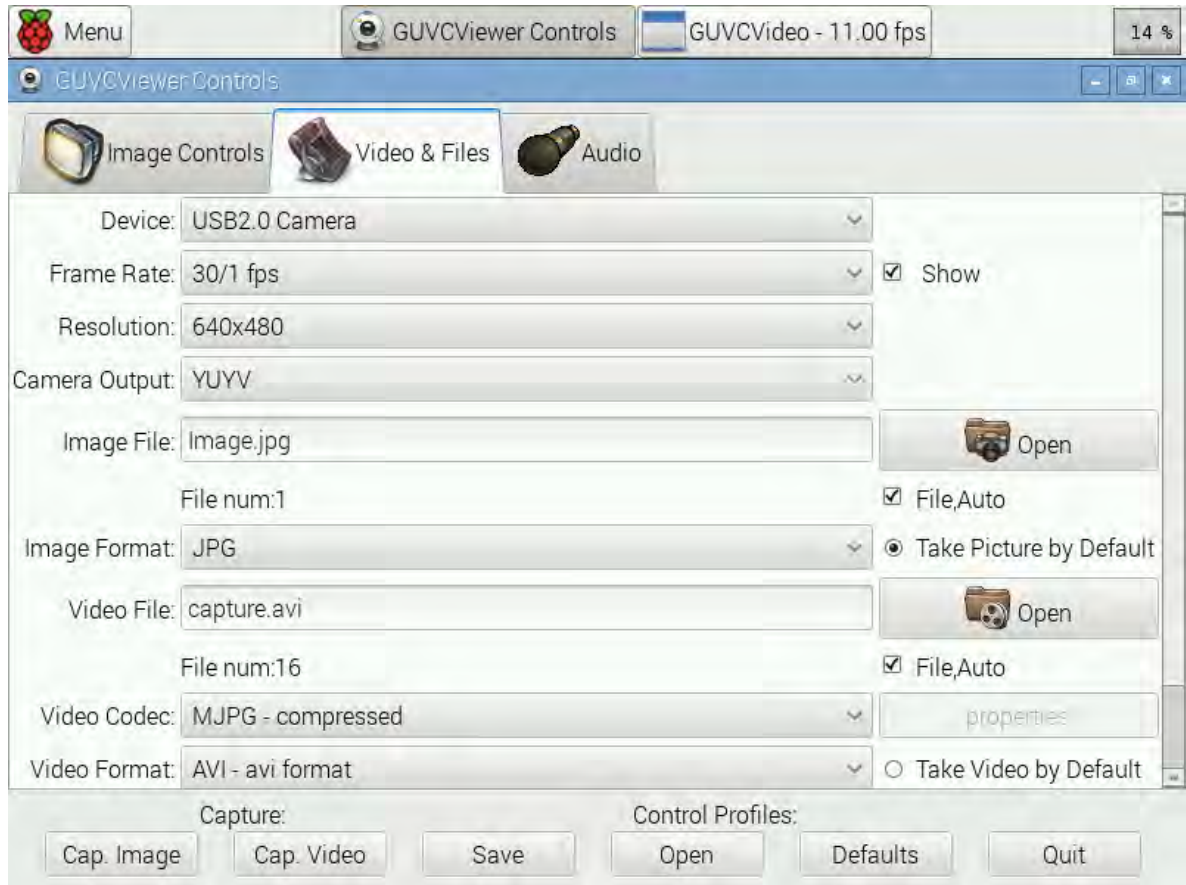 Menu GUVCViewer Controls GUVCVideo - 11.00 fps 14 %
GUVCViewer Controls
Image Controls Video & Files Audio
Device: USB2.0 Camera
Frame Rate: 30/1 fps Show
Resolution: 640x480
Camera Output: YUYV
Image File: Image.jpg Open
File num:1 File,Auto
Image Format: JPG Take Picture by Default
Video File: capture.avi Open
File num:16 File,Auto
Video Codec: MJPG - compressed properties
Video Format: AVI - avi format Take Video by Default
Capture: Control Profiles:
Cap. Image Cap. Video Save Open Defaults Quit